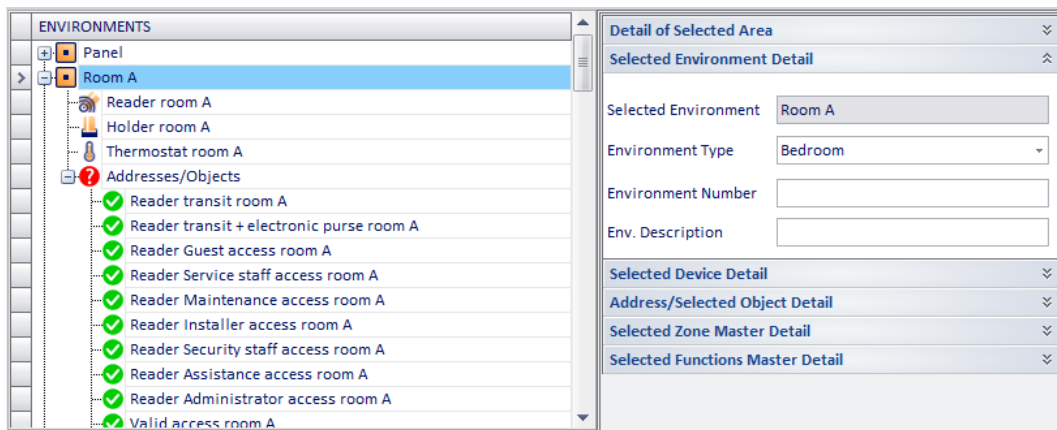 ENVIRONMENTS
Panel
Room A
Reader room A
Holder room A
Thermostat room A
Addresses/Objects
Reader transit room A
Reader transit + electronic purse room A
Reader Guest access room A
Reader Service staff access room A
Reader Maintenance access room A
Reader Installer access room A
Reader Security staff access room A
Reader Assistance access room A
Reader Administrator access room A
Valid access room A
Detail of Selected Area
Selected Environment Detail
Selected Environment Room A
Environment Type Bedroom
Environment Number
Env. Description
Selected Device Detail
Address/Selected Object Detail
Selected Zone Master Detail
Selected Functions Master Detail